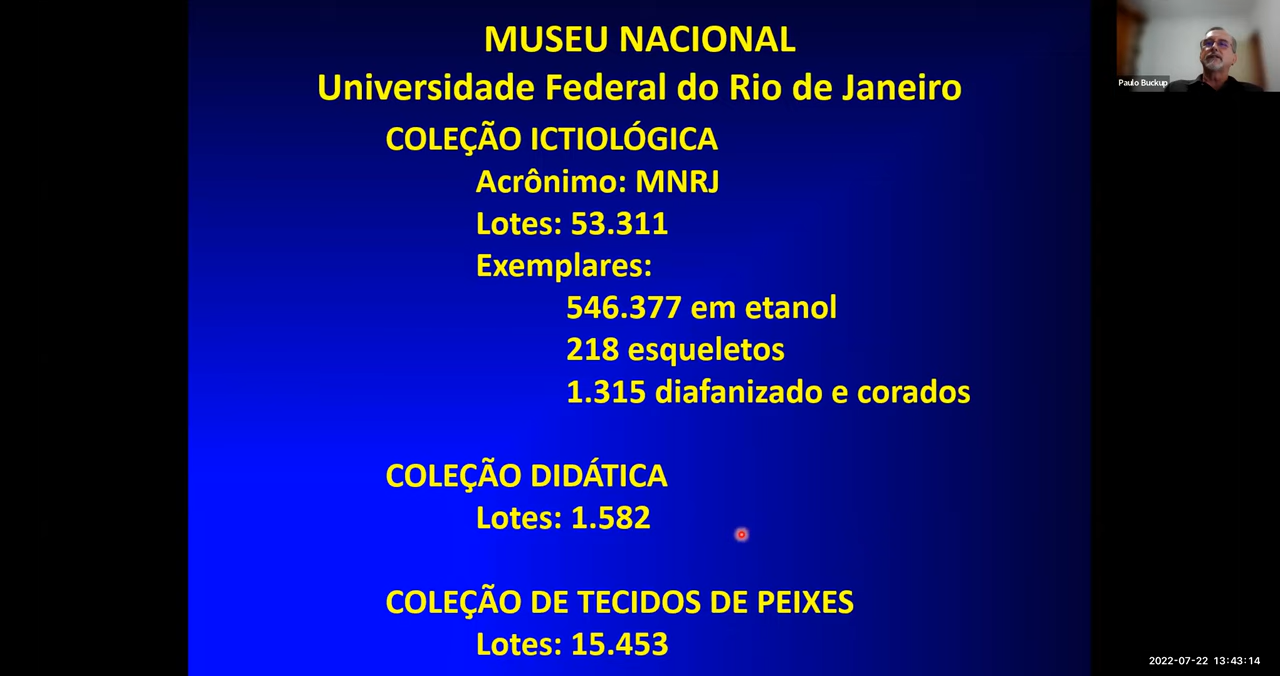 MUSEU NACIONAL
Universidade Federal do Rio de Janeiro
COLEÇÃO ICTIOLÓGICA
Acrônimo: MNRJ
Lotes: 53.311
Exemplares:
546.377 em etanol
218 esqueletos
1.315 diafanizado e corados
COLEÇÃO DIDÁTICA
Lotes: 1.582
COLEÇÃO DE TECIDOS DE PEIXES
Lotes: 15.453
Paulo Buckup
2022-07-22 13:43:14